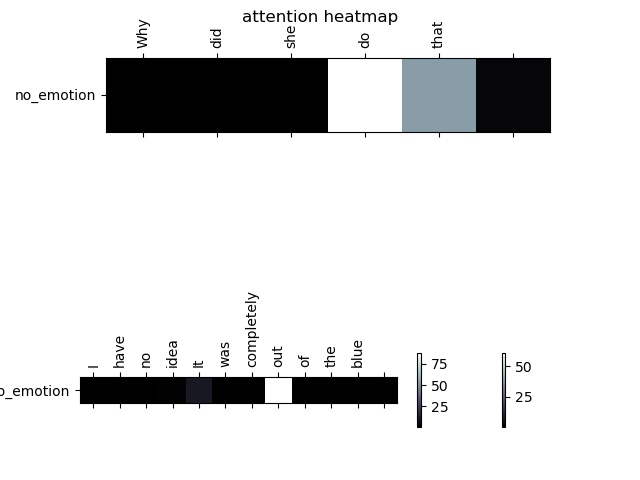 attention heatmap
Why did she do that
no_emotion
I have no idea It was completely out of the blue
o_emotion
75
50
25
50
25